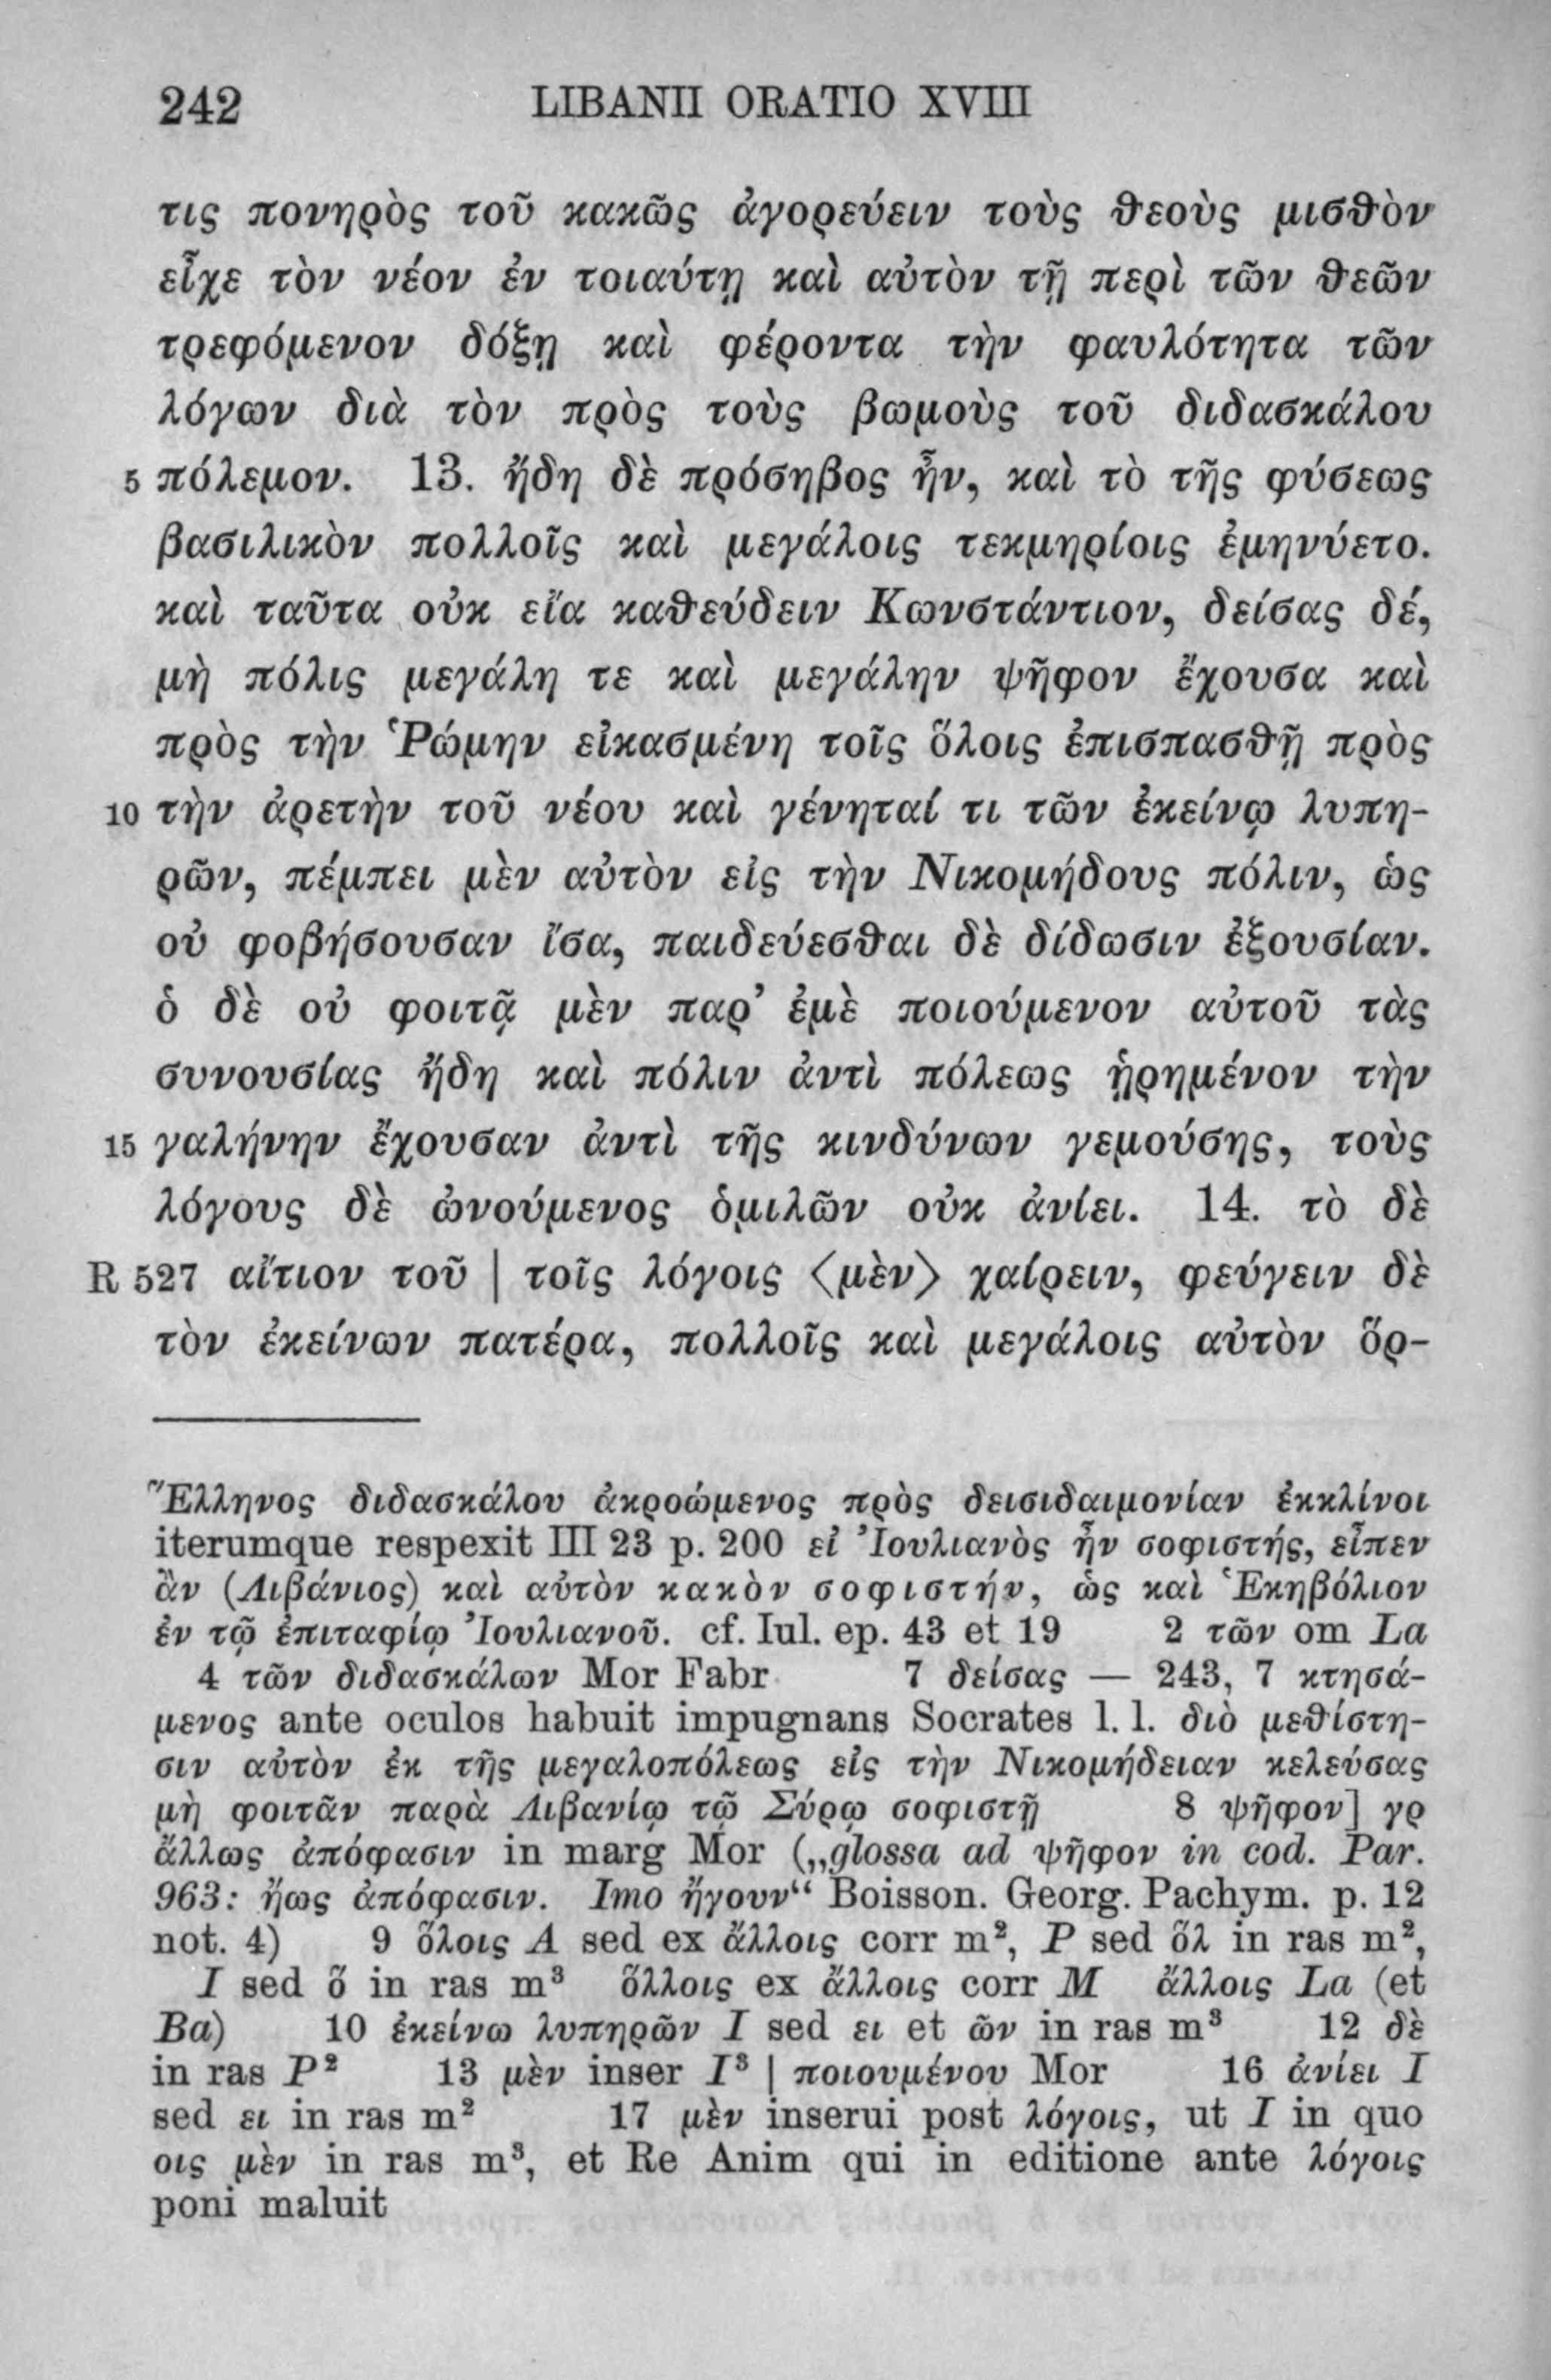 242 LIBANII ORATIO XVIII
τις πονηρὸς τοῦ κακῶς ἀγορεύειν τοὺς θεοὺς μισθὸν
εἶχε τὸν νέον ἐν τοιαύτῃ καὶ αὐτὸν τῇ περὶ τῶν θεῶν
τρεφόμενον δόξῃ καὶ φέροντα τὴν φαυλότητα τῶν
λόγων διὰ τὸν πρὸς τοὺς βωμοὺς τοῦ διδασκάλου
5 πόλεμον. 13. ἤδη δὲ πρόσηβος ἦν, καὶ τὸ τῆς φύσεως
βασιλικὸν πολλοῖς καὶ μεγάλοις τεκμηρίοις ἐμηνύετο.
καὶ ταῦτα οὐκ εἴα καθεύδειν Κωνστάντιον, δείσας δέ,
μὴ πόλις μεγάλη τε καὶ μεγάλην ψῆφον ἔχουσα καὶ
πρὸς τὴν Ῥώμην εἰκασμένη τοῖς ὅλοις ἐπισπασθῇ πρὸς
10 τὴν ἀρετὴν τοῦ νέου καὶ γένηταί τι τῶν ἐκείνῳ λυπη-
ρῶν, πέμπει μὲν αὐτὸν εἰς τὴν Νικομήδους πόλιν, ὡς
οὐ φοβήσουσαν ἴσα, παιδεύεσθαι δὲ δίδωσιν ἐξουσίαν.
ὁ δὲ οὐ φοιτᾷ μὲν παρ’ ἐμὲ ποιούμενον αὐτοῦ τὰς
συνουσίας ἤδη καὶ πόλιν ἀντὶ πόλεως ᾑρημένον τὴν
15 γαλήνην ἔχουσαν ἀντὶ τῆς κινδύνων γεμούσης, τοὺς
λόγους δὲ ὠνούμενος ὁμιλῶν οὐκ ἀνίει. 14. τὸ δὲ
R 527 αἴτιον τοῦ | τοῖς λόγοις ⟨μὲν⟩ χαίρειν, φεύγειν δὲ
τὸν ἐκείνων πατέρα, πολλοῖς καὶ μεγάλοις αὐτὸν ὅρ-
Ἕλληνος διδασκάλου ἀκροώμενος πρὸς δεισιδαιμονίαν ἐκκλίνοι
iterumque respexit III 23 p. 200 εἰ Ἰουλιανὸς ἦν σοφιστής, εἶπεν
ἂν (Λιβάνιος) καὶ αὐτὸν κακὸν σοφιστήν, ὡς καὶ Ἑκηβόλιον
ἐν τῷ ἐπιταφίῳ Ἰουλιανοῦ. cf. Iul. ep. 43 et 19 2 τῶν om La
4 τῶν διδασκάλων Mor Fabr 7 δείσας — 243, 7 κτησά-
μενος ante oculos habuit impugnans Socrates l. l. διὸ μεθίστη-
σιν αὐτὸν ἐκ τῆς μεγαλοπόλεως εἰς τὴν Νικομήδειαν κελεύσας
μὴ φοιτᾶν παρὰ Λιβανίῳ τῷ Σύρῳ σοφιστῇ 8 ψῆφον] γρ
ἄλλως ἀπόφασιν in marg Mor („glossa ad ψῆφον in cod. Par.
963: ἤως ἀπόφασιν. Imo ἤγουν“ Boisson. Georg. Pachym. p. 12
not. 4) 9 ὅλοις A sed ex ἄλλοις corr m², P sed ὅλ in ras m²,
I sed ὅ in ras m³ ὅλλοις ex ἄλλοις corr M ἄλλοις La (et
Ba) 10 ἐκείνω λυπηρῶν I sed ει et ῶν in ras m³ 12 δὲ
in ras P² 13 μὲν inser I³ | ποιουμένου Mor 16 ἀνίει I
sed ει in ras m² 17 μὲν inserui post λόγοις, ut I in quo
οις μὲν in ras m³, et Re Anim qui in editione ante λόγοις
poni maluit